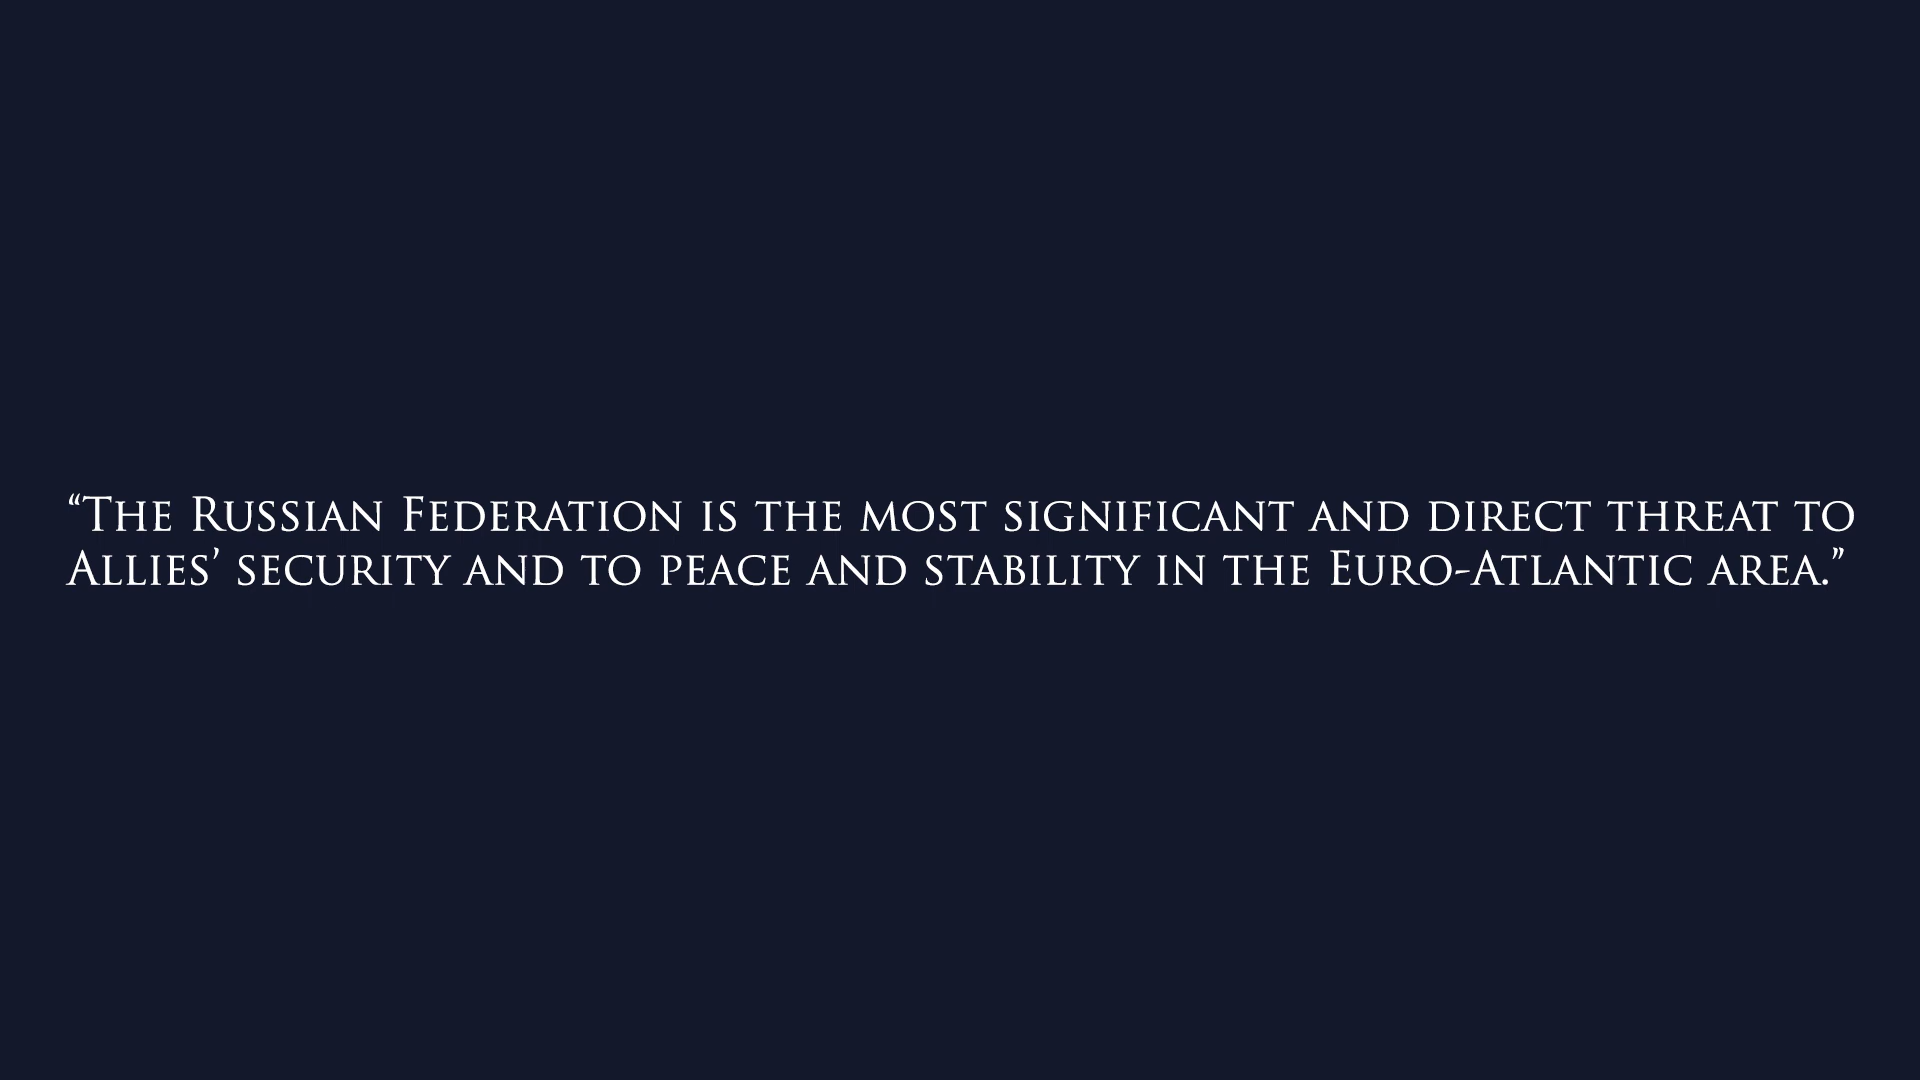 “The Russian Federation is the most significant and direct threat to
Allies’ security and to peace and stability in the Euro-Atlantic area.”